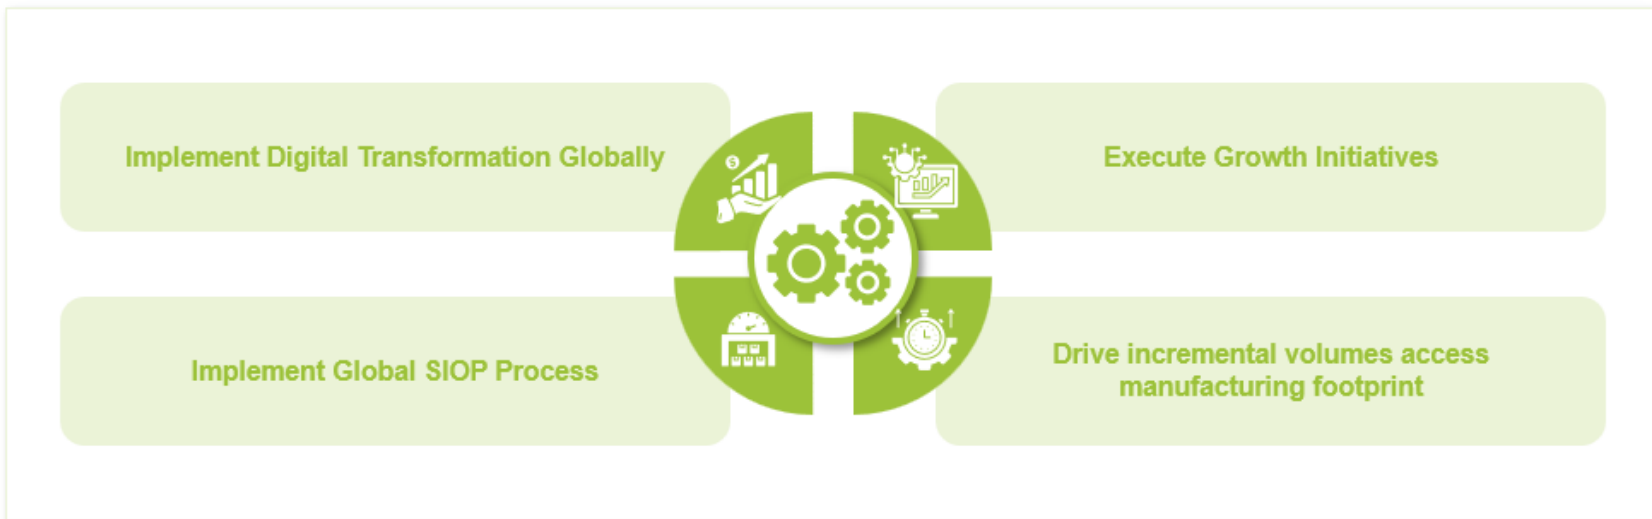 Implement Digital Transformation Globally
Execute Growth Initiatives
Implement Global SIOP Process
Drive incremental volumes access
manufacturing footprint